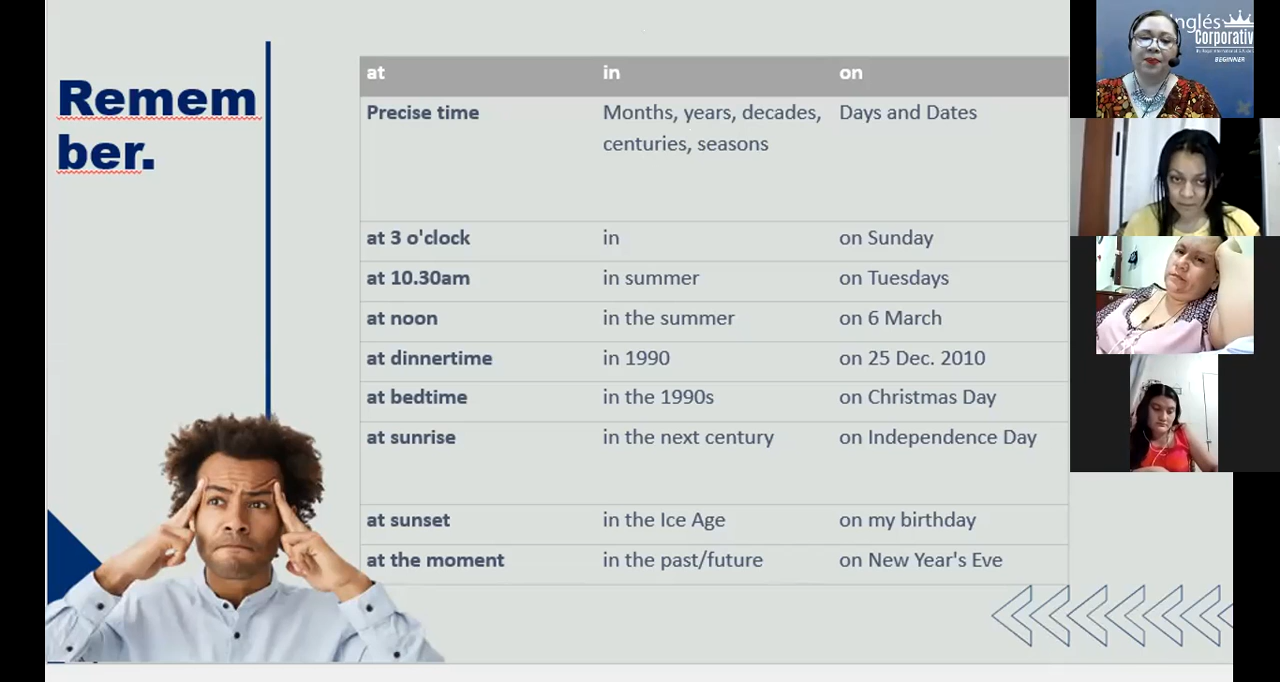 Remem
ber.
at in on
Precise time Months, years, decades, Days and Dates
centuries, seasons
at 3 o'clock in on Sunday
at 10.30am in summer on Tuesdays
at noon in the summer on 6 March
at dinnertime in 1990 on 25 Dec. 2010
at bedtime in the 1990s on Christmas Day
at sunrise in the next century on Independence Day
at sunset in the Ice Age on my birthday
at the moment in the past/future on New Year's Eve
inglés
Corporativ
BEGINNER